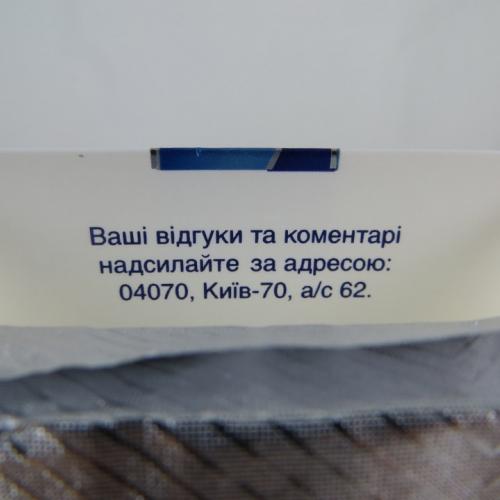 Ваші відгуки та коментарі
надсилайте за адресою:
04070, Київ-70, а/с 62.